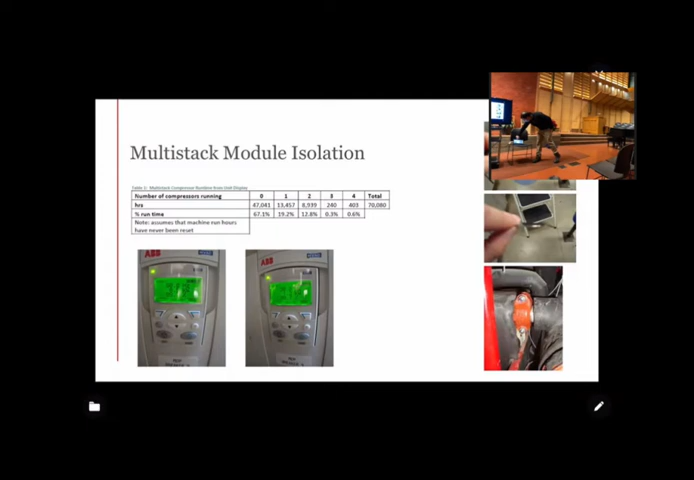 Multistack Module Isolation
Table 1: Multistack Compressor Runtime from Unit Display
Number of compressors running 0 1 2 3 4 Total
hrs 47,041 13,457 8,939 240 403 70,080
% run time 67.1% 19.2% 12.8% 0.3% 0.6%
Note: assumes that machine run hours
have never been reset
ABB
ABB